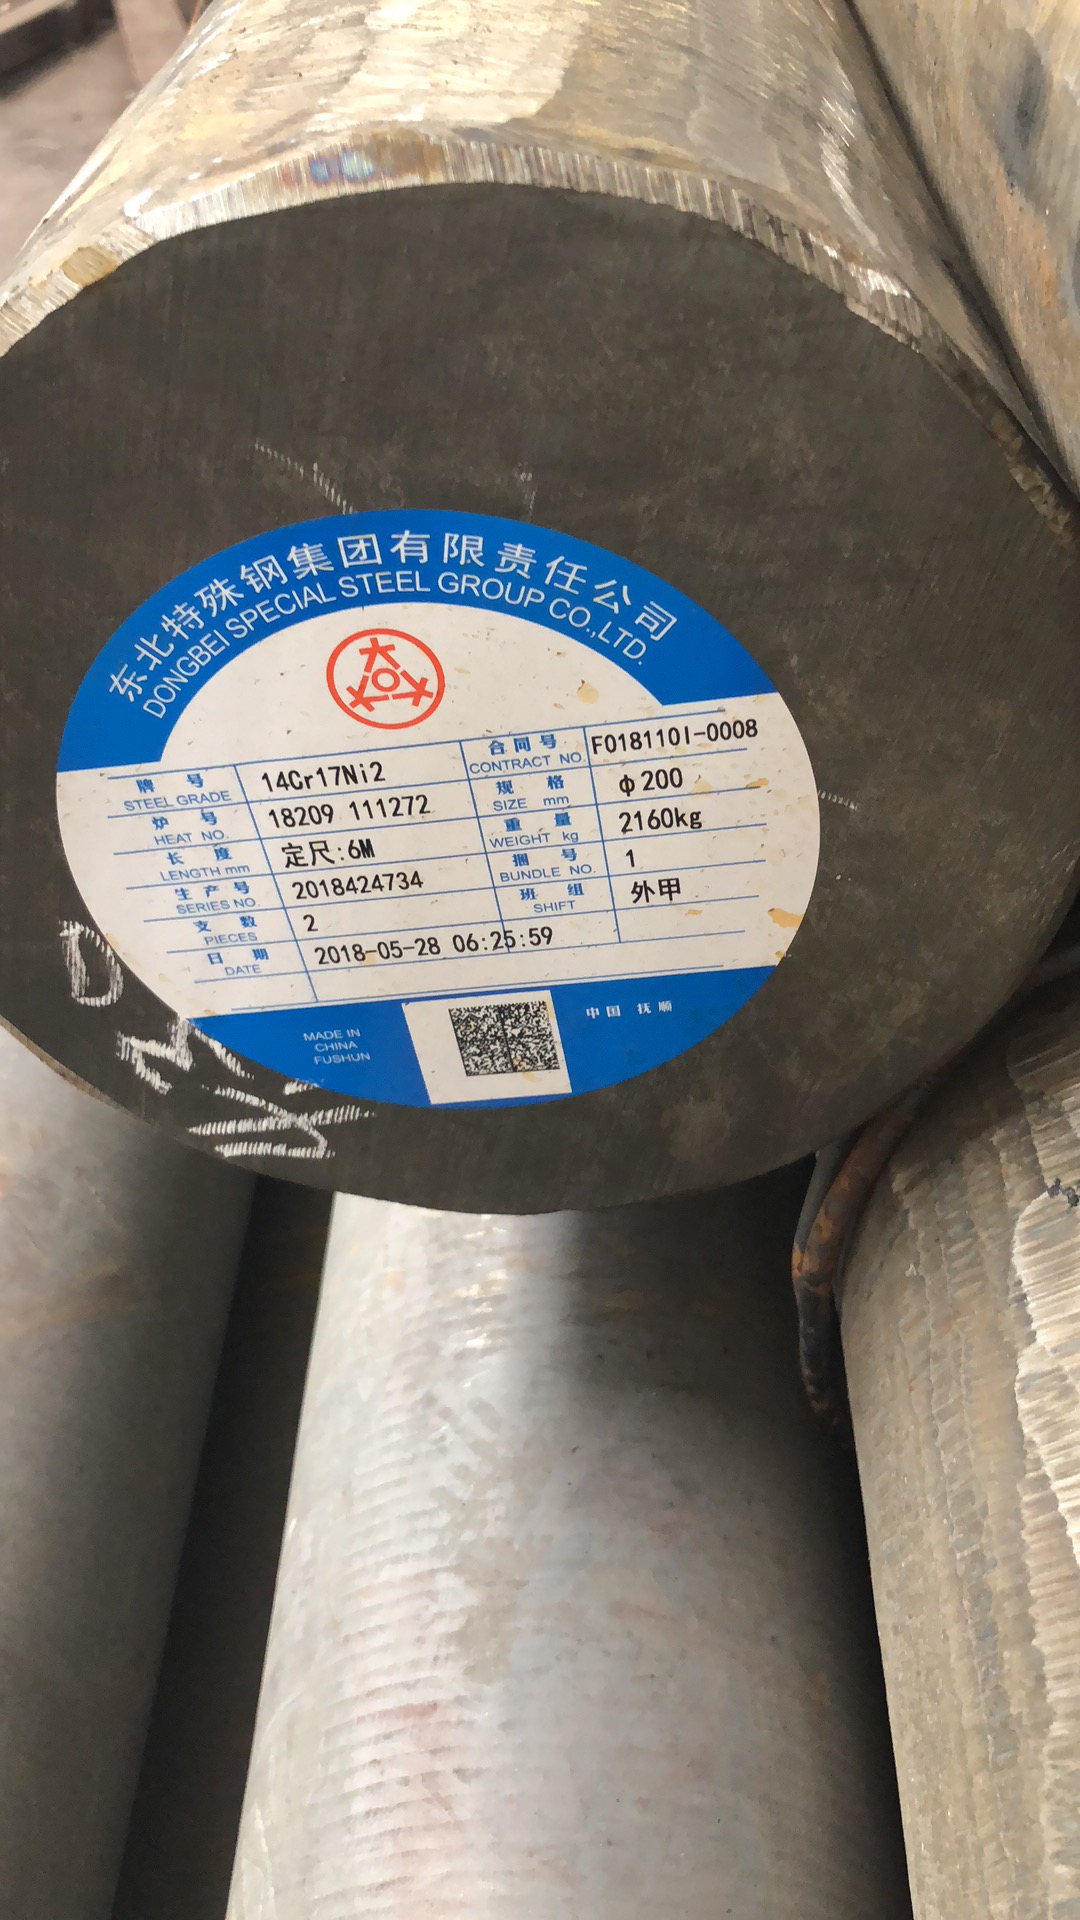 东北特殊钢集团有限责任公司
DONGBEI SPECIAL STEEL GROUP CO.,LTD.
牌号 14Cr17Ni2 合同号 F018110I-0008
STEEL GRADE CONTRACT NO.
炉号 18209 111272 规格 φ200
HEAT NO. SIZE mm
长度 定尺:6M 重量 2160kg
LENGTH mm WEIGHT kg
生产号 2018424734 捆号 1
SERIES NO. BUNDLE NO.
支数 2 班组 外甲
PIECES SHIFT
日期 2018-05-28 06:25:59
DATE
MADE IN
CHINA
FUSHUN
中国 抚顺